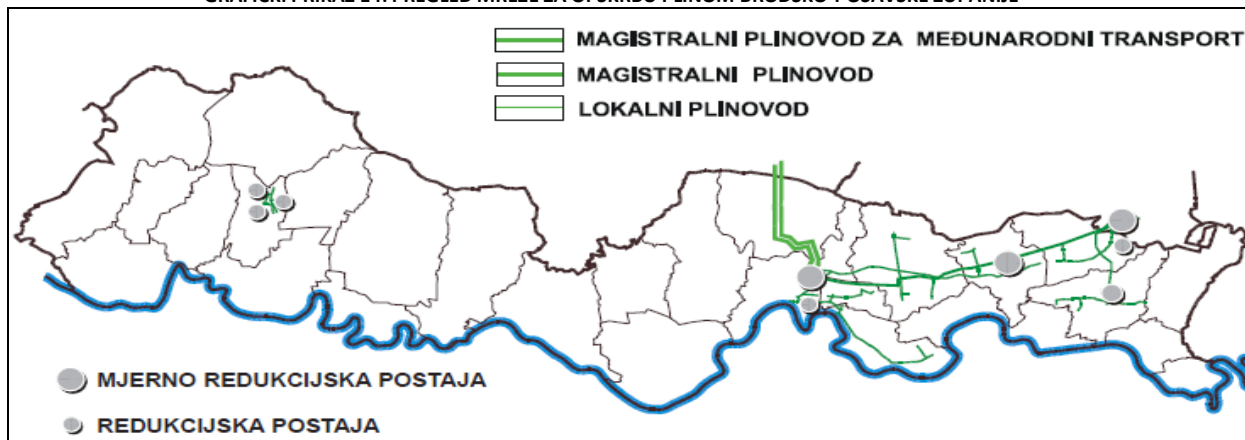 MAGISTRALNI PLINOVOD ZA MEĐUNARODNI TRANSPORT
MAGISTRALNI PLINOVOD
LOKALNI PLINOVOD
MJERNO REDUKCIJSKA POSTAJA
REDUKCIJSKA POSTAJA